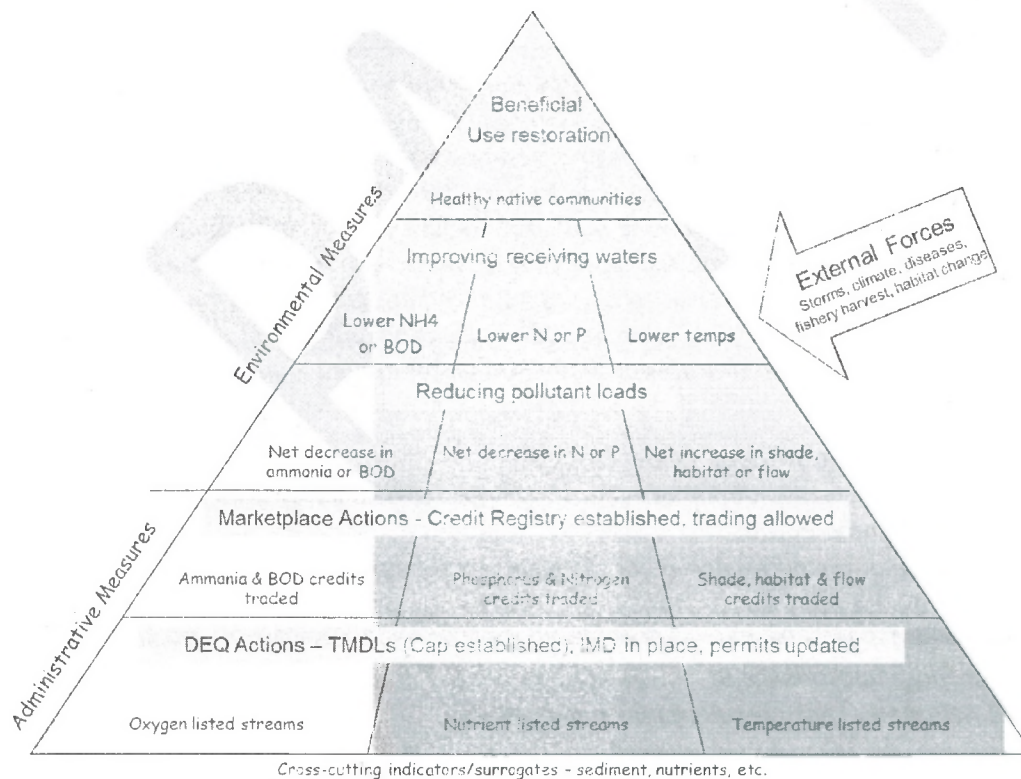 Beneficial
Use restoration
Healthy native communities
Environmental Measures
Improving receiving waters
External Forces
Storms, climate, diseases,
fishery harvest, habitat change
Lower NH4
or BOD
Lower N or P
Lower temps
Reducing pollutant loads
Net decrease in
ammonia or BOD
Net decrease in N or P
Net increase in shade,
habitat or flow
Administrative Measures
Marketplace Actions - Credit Registry established, trading allowed
Ammania & BOD credits
traded
Phosphorus & Nitrogen
credits traded
Shade, habitat & flow
credits traded
DEQ Actions – TMDLs (Cap established), IMD in place, permits updated
Oxygen listed streams
Nutrient listed streams
Temperature listed streams
Cross-cutting indicators/surrogates - sediment, nutrients, etc.